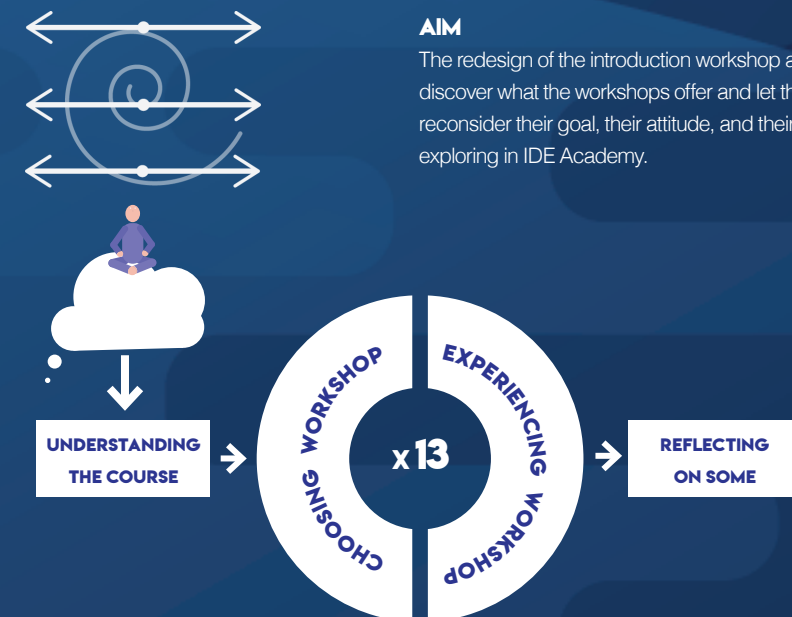 AIM
The redesign of the introduction workshop a
discover what the workshops offer and let th
reconsider their goal, their attitude, and their
exploring in IDE Academy.
UNDERSTANDING
THE COURSE
CHOOSING WORKSHOP
x 13
EXPERIENCING WORKSHOP
REFLECTING
ON SOME